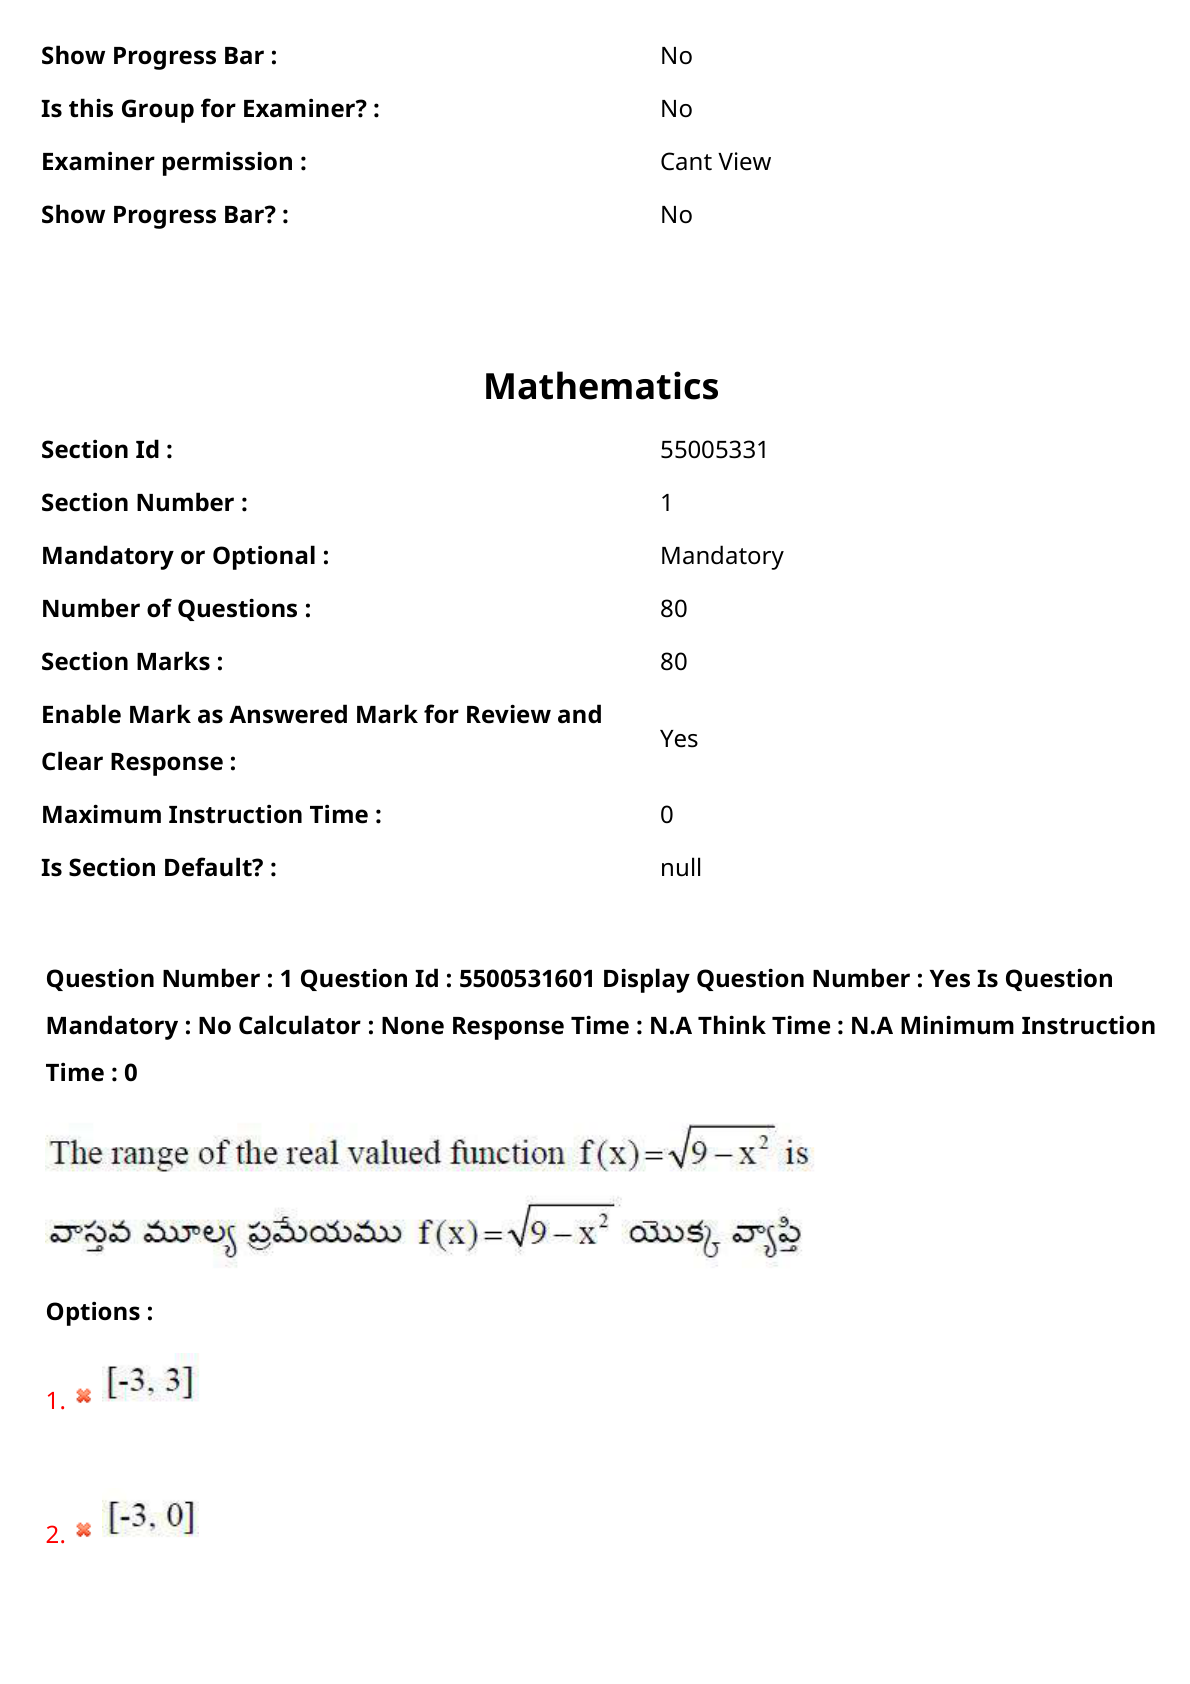 Show Progress Bar : No
Is this Group for Examiner? : No
Examiner permission : Cant View
Show Progress Bar? : No
Mathematics
Section Id : 55005331
Section Number : 1
Mandatory or Optional : Mandatory
Number of Questions : 80
Section Marks : 80
Enable Mark as Answered Mark for Review and
Clear Response : Yes
Maximum Instruction Time : 0
Is Section Default? : null
Question Number : 1 Question Id : 5500531601 Display Question Number : Yes Is Question
Mandatory : No Calculator : None Response Time : N.A Think Time : N.A Minimum Instruction
Time : 0
The range of the real valued function f(x)=√9−x² is
వాస్తవ మూల్య ప్రమేయము f(x)=√9−x² యొక్క వ్యాప్తి
Options :
1. ✖ [-3, 3]
2. ✖ [-3, 0]